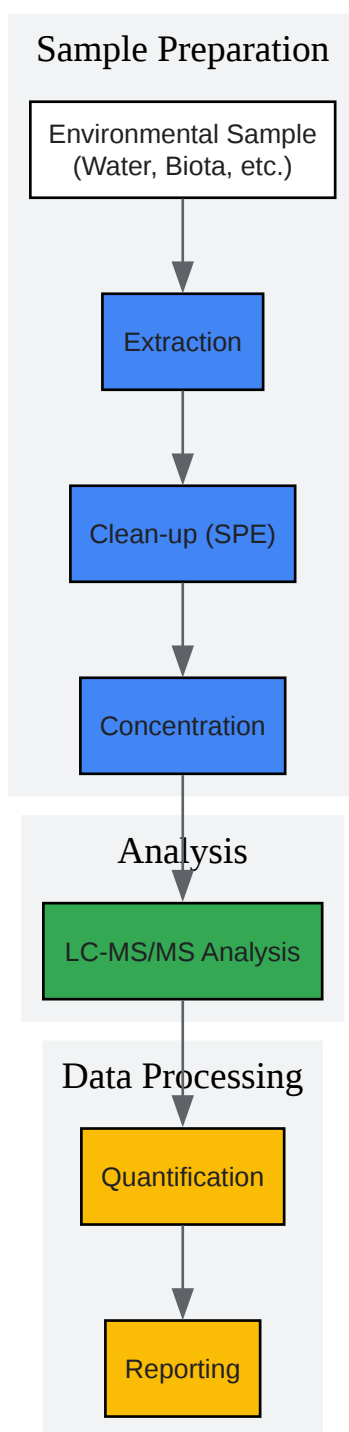 Sample Preparation
Environmental Sample
(Water, Biota, etc.)
Extraction
Clean-up (SPE)
Concentration
Analysis
LC-MS/MS Analysis
Data Processing
Quantification
Reporting